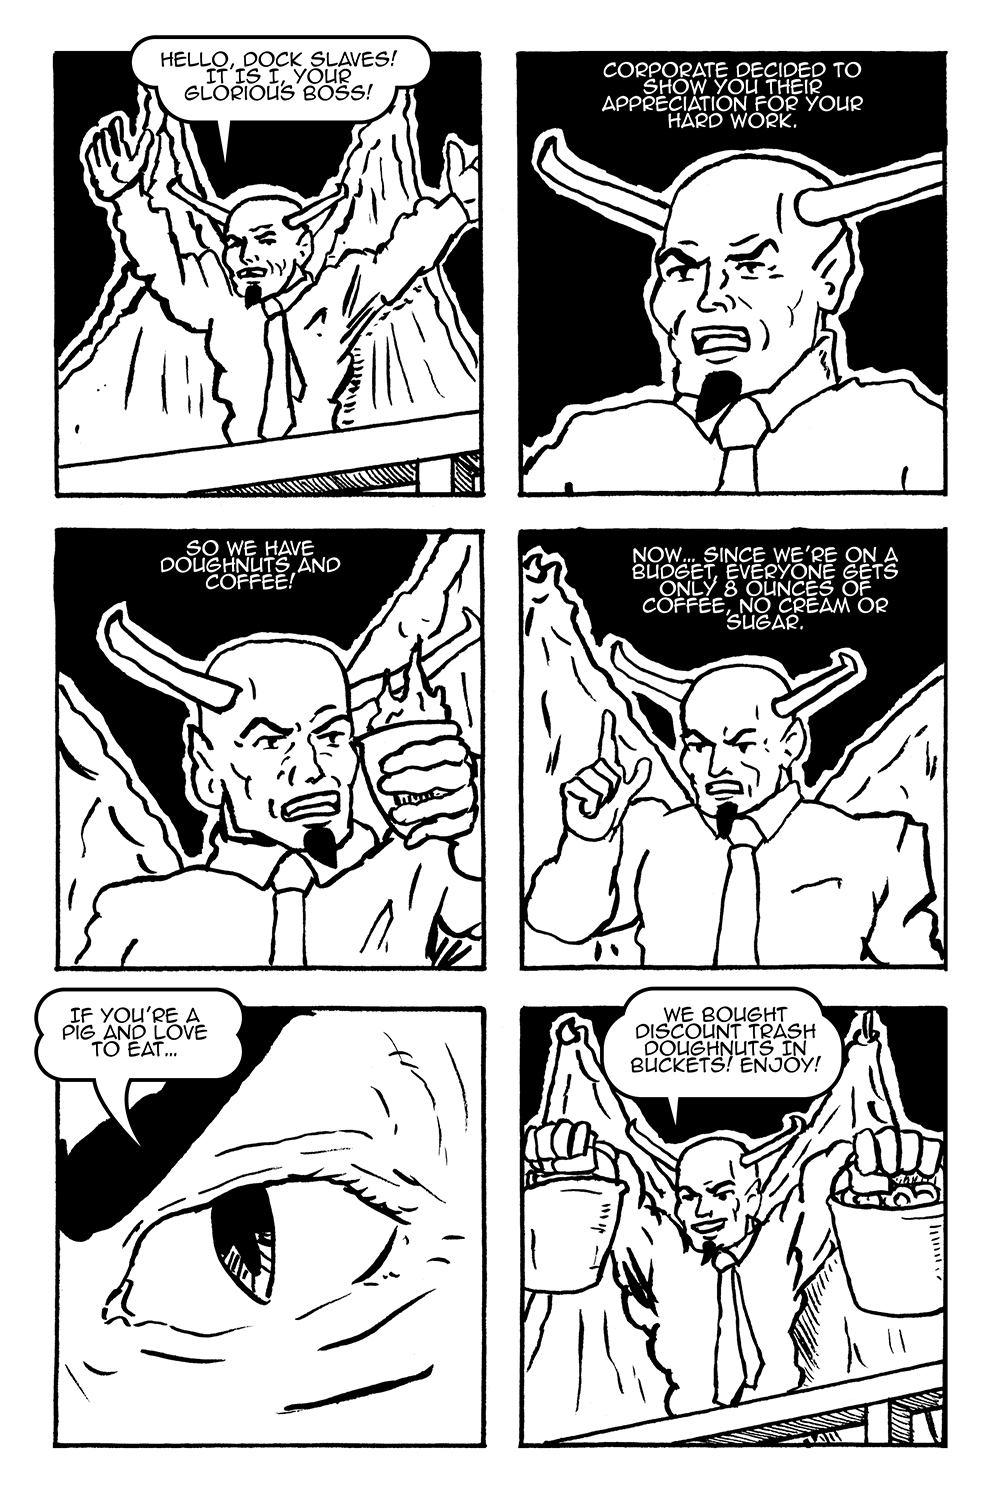 HELLO, DOCK SLAVES!
IT IS I, YOUR
GLORIOUS BOSS!
CORPORATE DECIDED TO
SHOW YOU THEIR
APPRECIATION FOR YOUR
HARD WORK.
SO WE HAVE
DOUGHNUTS AND
COFFEE!
NOW... SINCE WE'RE ON A
BUDGET, EVERYONE GETS
ONLY 8 OUNCES OF
COFFEE, NO CREAM OR
SUGAR.
IF YOU'RE A
PIG AND LOVE
TO EAT...
WE BOUGHT
DISCOUNT TRASH
DOUGHNUTS IN
BUCKETS! ENJOY!